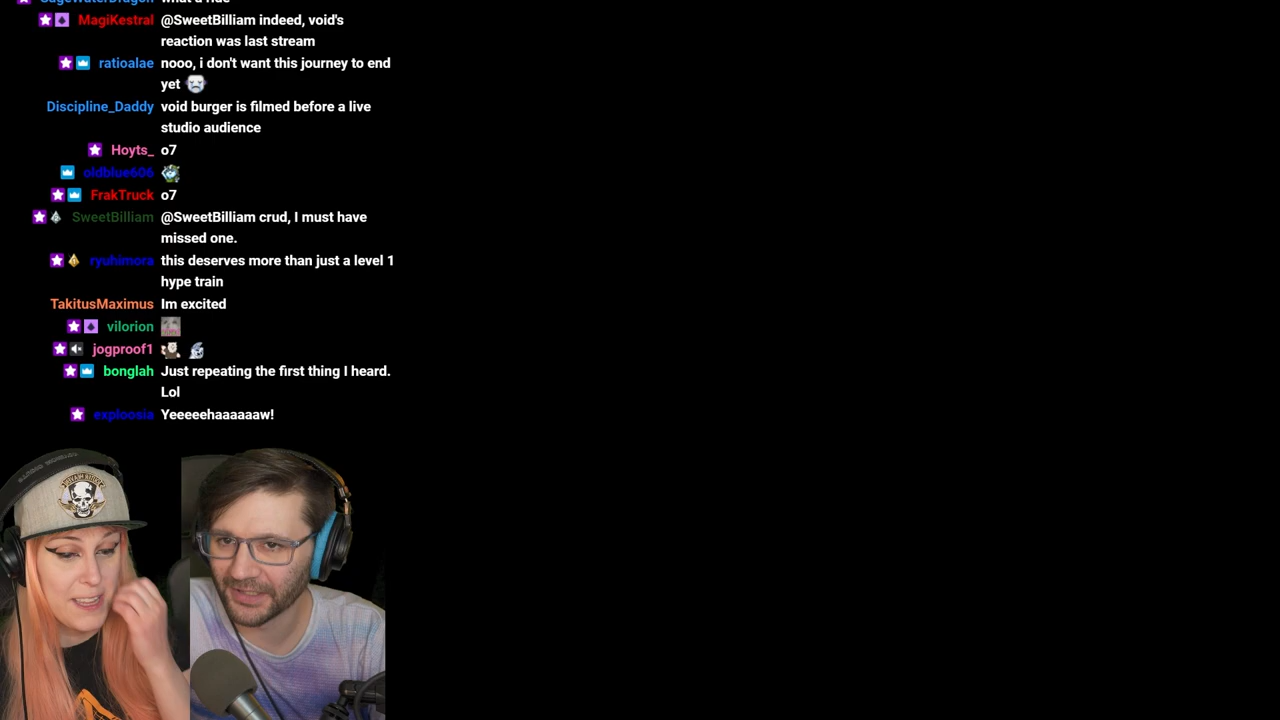 MagiKestral @SweetBilliam indeed, void's
reaction was last stream
ratioalae nooo, i don't want this journey to end
yet
Discipline_Daddy void burger is filmed before a live
studio audience
Hoyts_ o7
oldblue606
FrakTruck o7
SweetBilliam @SweetBilliam crud, I must have
missed one.
ryuhimora this deserves more than just a level 1
hype train
TakitusMaximus Im excited
vilorion
jogproof1
bonglah Just repeating the first thing I heard.
Lol
exploosia Yeeeeehaaaaaaw!